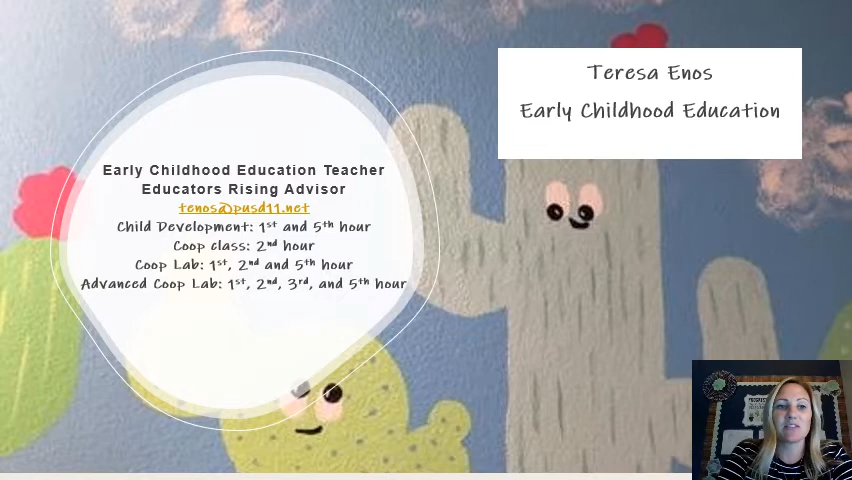 Teresa Enos
Early Childhood Education
Early Childhood Education Teacher
Educators Rising Advisor
tenos@pusd11.net
Child Development: 1st and 5th hour
Coop class: 2nd hour
Coop Lab: 1st, 2nd and 5th hour
Advanced Coop Lab: 1st, 2nd, 3rd, and 5th hour